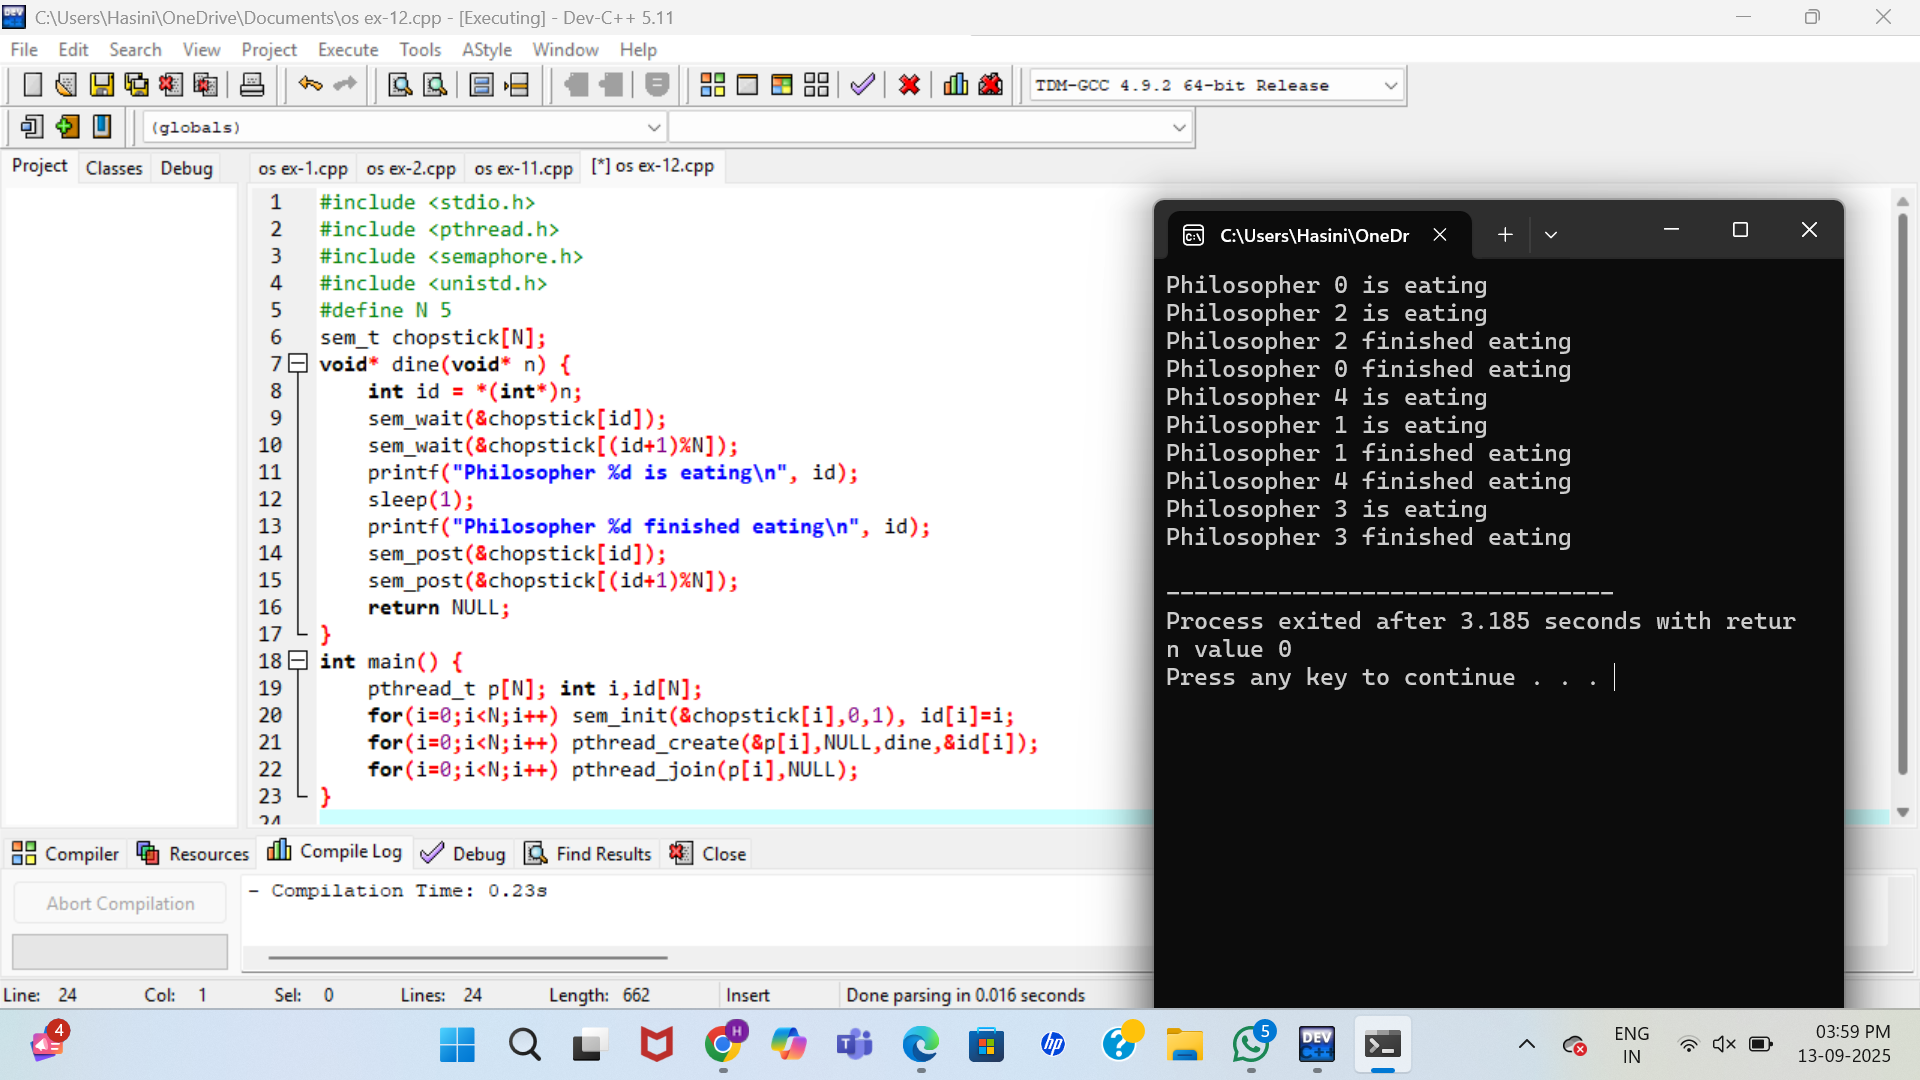 C:\Users\Hasini\OneDrive\Documents\os ex-12.cpp - [Executing] - Dev-C++ 5.11
File Edit Search View Project Execute Tools AStyle Window Help
TDM-GCC 4.9.2 64-bit Release
(globals)
Project Classes Debug
os ex-1.cpp os ex-2.cpp os ex-11.cpp [*] os ex-12.cpp
1 #include <stdio.h>
2 #include <pthread.h>
3 #include <semaphore.h>
4 #include <unistd.h>
5 #define N 5
6 sem_t chopstick[N];
7 void* dine(void* n) {
8 int id = *(int*)n;
9 sem_wait(&chopstick[id]);
10 sem_wait(&chopstick[(id+1)%N]);
11 printf("Philosopher %d is eating\n", id);
12 sleep(1);
13 printf("Philosopher %d finished eating\n", id);
14 sem_post(&chopstick[id]);
15 sem_post(&chopstick[(id+1)%N]);
16 return NULL;
17 }
18 int main() {
19 pthread_t p[N]; int i,id[N];
20 for(i=0;i<N;i++) sem_init(&chopstick[i],0,1), id[i]=i;
21 for(i=0;i<N;i++) pthread_create(&p[i],NULL,dine,&id[i]);
22 for(i=0;i<N;i++) pthread_join(p[i],NULL);
23 }
24
C:\Users\Hasini\OneDr
Philosopher 0 is eating
Philosopher 2 is eating
Philosopher 2 finished eating
Philosopher 0 finished eating
Philosopher 4 is eating
Philosopher 1 is eating
Philosopher 1 finished eating
Philosopher 4 finished eating
Philosopher 3 is eating
Philosopher 3 finished eating
--------------------------------
Process exited after 3.185 seconds with retur
n value 0
Press any key to continue . . .
Compiler Resources Compile Log Debug Find Results Close
Abort Compilation
- Compilation Time: 0.23s
Line: 24 Col: 1 Sel: 0 Lines: 24 Length: 662 Insert Done parsing in 0.016 seconds
4
H
hp
5
DEV
C++
ENG
IN
03:59 PM
13-09-2025